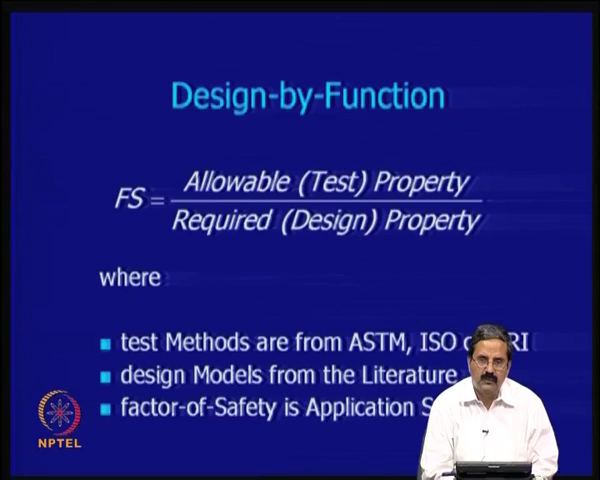 Design-by-Function
FS = Allowable (Test) Property
Required (Design) Property
where
test Methods are from ASTM, ISO
design Models from the Literature
factor-of-Safety is Application
NPTEL